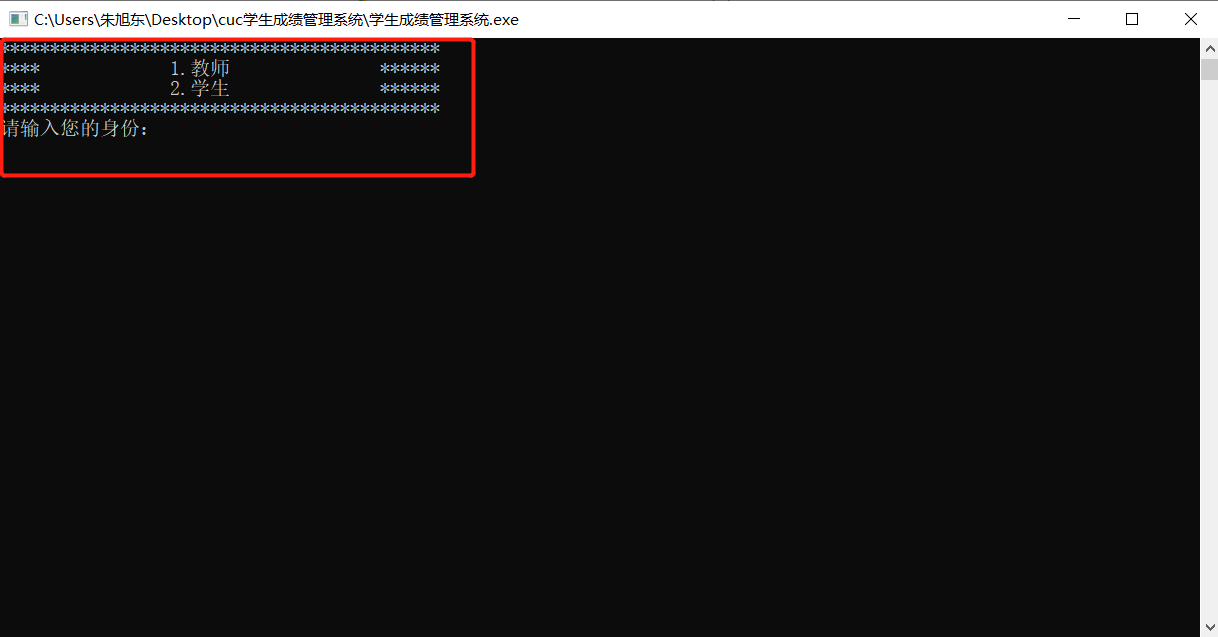 C:\Users\朱旭东\Desktop\cuc学生成绩管理系统\学生成绩管理系统.exe
********************************************
****             1.教师               ******
****             2.学生               ******
********************************************
请输入您的身份：